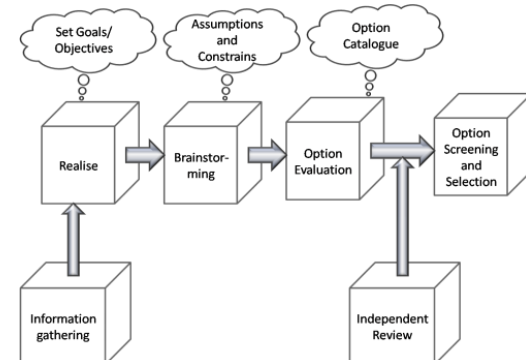 Set Goals/
Objectives
Assumptions
and
Constrains
Option
Catalogue
Realise
Brainstor-
ming
Option
Evaluation
Option
Screening
and
Selection
Information
gathering
Independent
Review